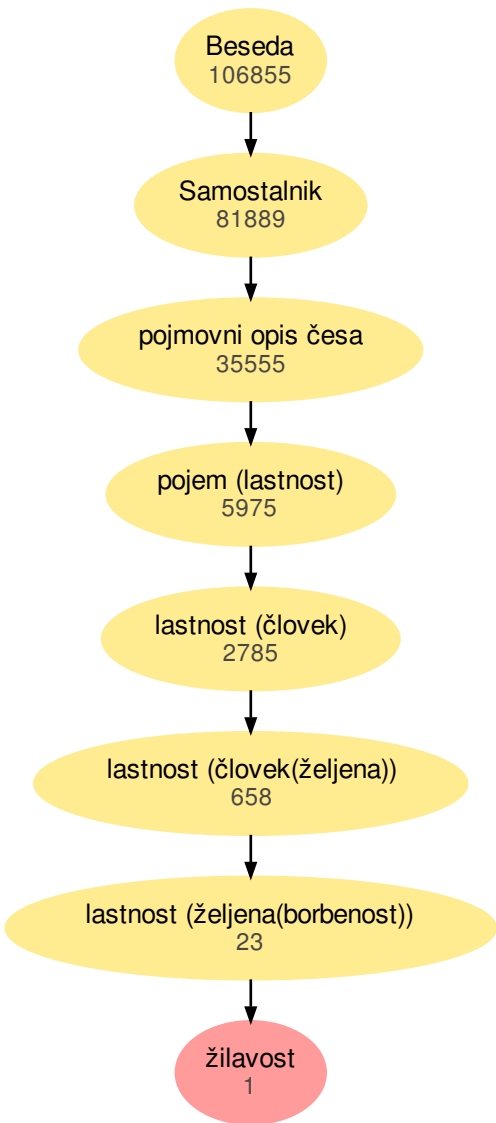 Beseda
106855
Samostalnik
81889
pojmovni opis česa
35555
pojem (lastnost)
5975
lastnost (človek)
2785
lastnost (človek(željena))
658
lastnost (željena(borbenost))
23
žilavost
1